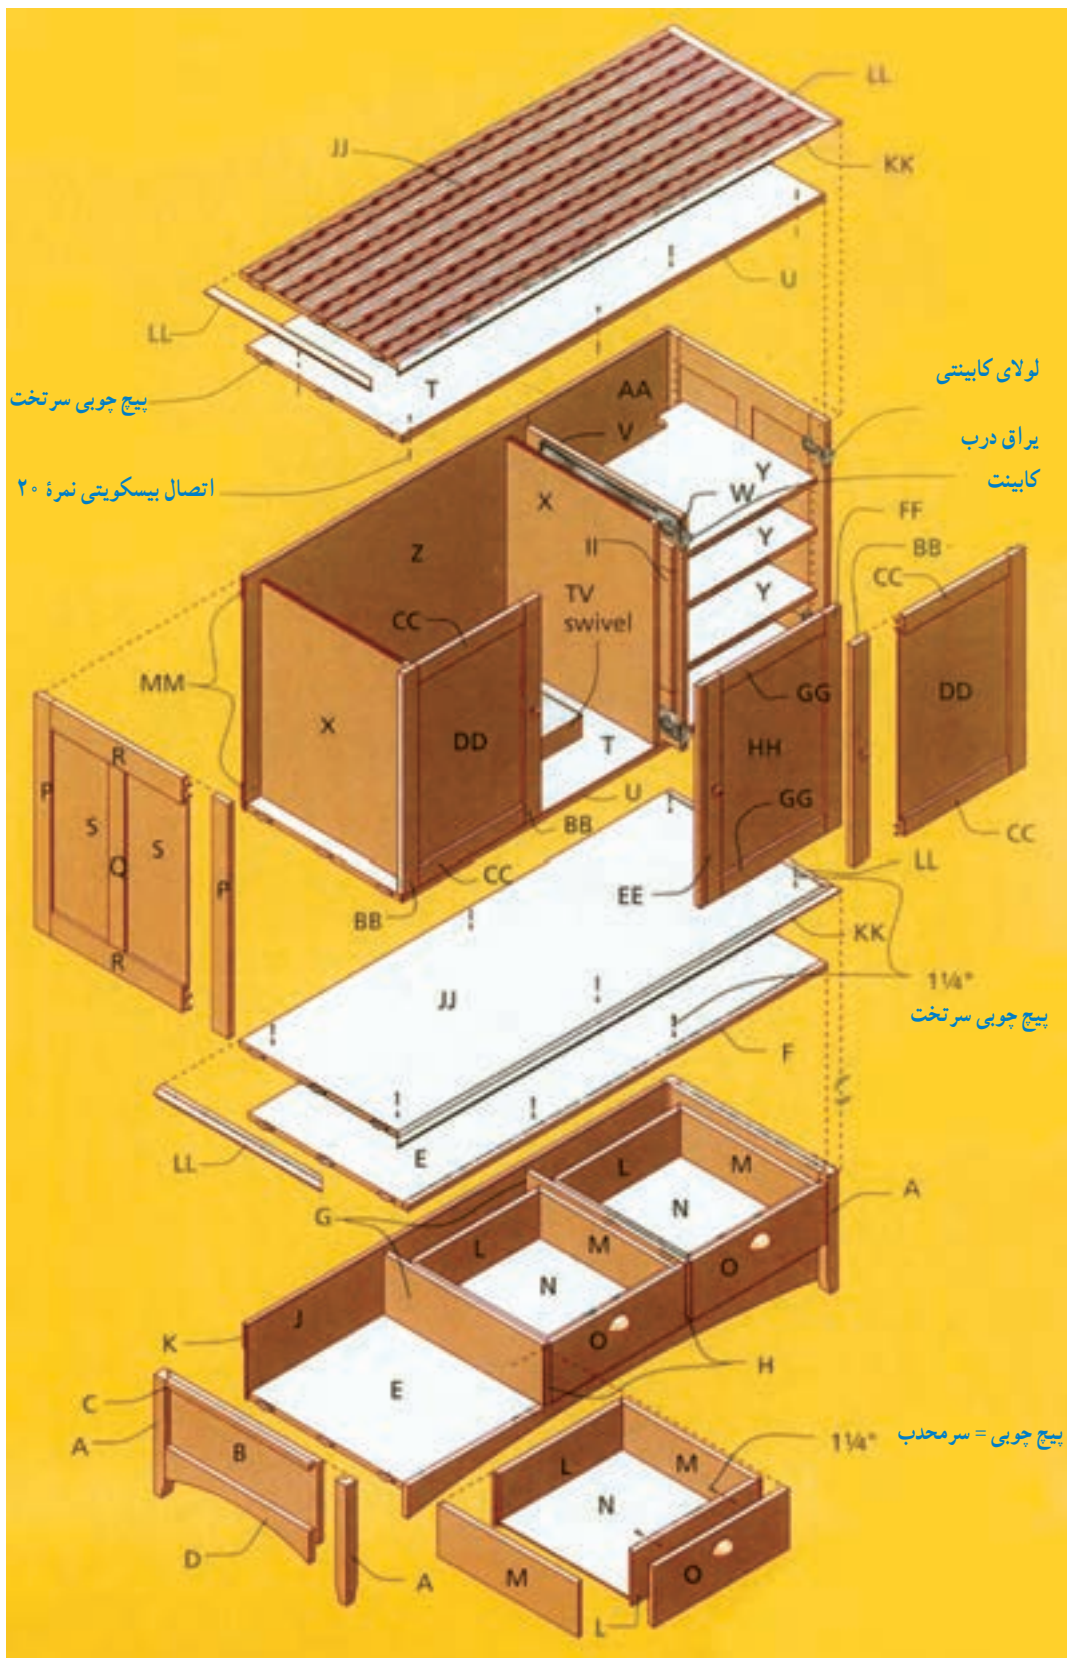 LL
JJ
KK
U
LL
T
پیچ چوبی سرتخت
لولای کابینتی
AA
V
یراق درب
کابینت
Y
W
اتصال بیسکویتی نمرهٔ ۲۰
X
FF
II
Y
BB
Z
CC
TV
swivel
Y
CC
MM
GG
DD
X
DD
T
HH
R
P
U
GG
S
S
BB
Q
CC
CC
P
LL
EE
BB
KK
R
1¼"
JJ
پیچ چوبی سرتخت
F
E
LL
L
M
A
N
G
L
M
O
N
J
K
O
H
E
C
A
B
1¼"
پیچ چوبی = سرمحدب
L
M
N
D
A
M
O
L